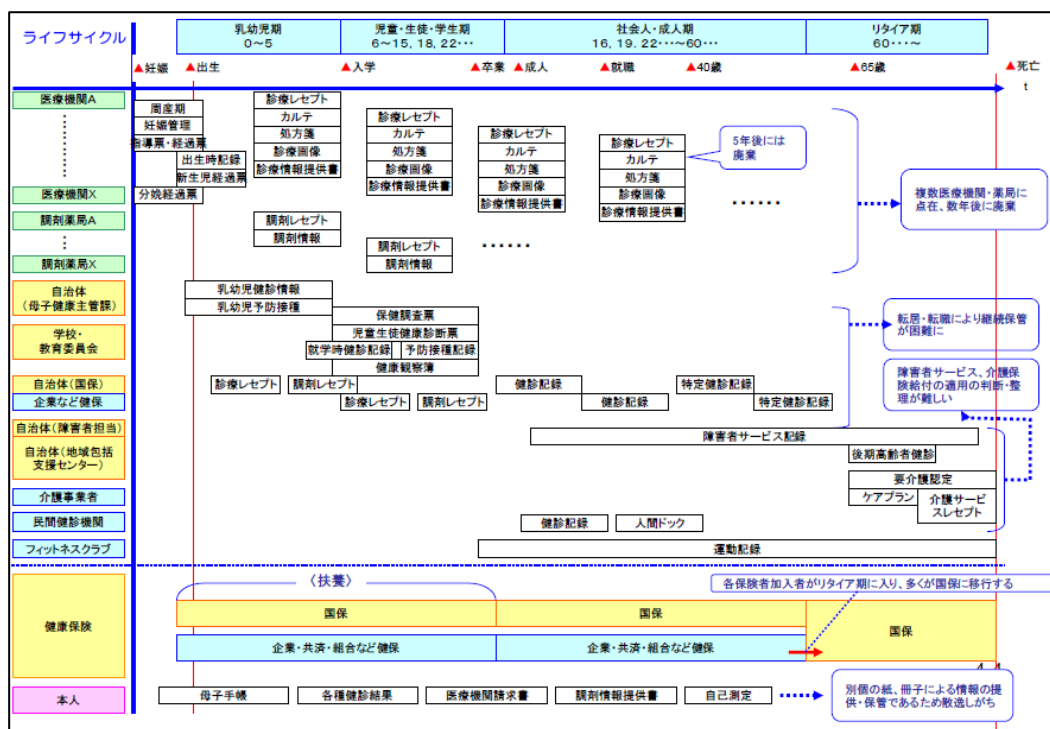 ライフサイクル
乳幼児期
0～5
児童・生徒・学生期
6～15, 18, 22・・・
社会人・成人期
16, 19. 22・・・～60・・・
リタイア期
60・・・～
▲妊娠
▲出生
▲入学
▲卒業
▲成人
▲就職
▲40歳
▲65歳
▲死亡
t
医療機関A
医療機関X
調剤薬局A
調剤薬局X
周産期
妊娠管理
指導票・経過票
出生時記録
新生児経過票
分娩経過票
診療レセプト
カルテ
処方箋
診療画像
診療情報提供書
診療レセプト
カルテ
処方箋
診療画像
診療情報提供書
診療レセプト
カルテ
処方箋
診療画像
診療情報提供書
診療レセプト
カルテ
処方箋
診療画像
診療情報提供書
5年後には
廃棄
・・・・・・
複数医療機関・薬局に
点在、数年後に廃棄
調剤レセプト
調剤情報
調剤レセプト
調剤情報
・・・・・・
自治体
(母子健康主管課)
乳幼児健診情報
乳幼児予防接種
学校・
教育委員会
保健調査票
児童生徒健康診断票
就学時健診記録
予防接種記録
健康観察簿
転居・転職により継続保管
が困難に
自治体(国保)
企業など健保
診療レセプト
調剤レセプト
診療レセプト
調剤レセプト
健診記録
健診記録
特定健診記録
特定健診記録
障害者サービス、介護保
険給付の適用の判断・整
理が難しい
自治体(障害者担当)
自治体(地域包括
支援センター)
障害者サービス記録
後期高齢者健診
要介護認定
介護事業者
ケアプラン
介護サービ
スレセプト
民間健診機関
健診記録
人間ドック
フィットネスクラブ
運動記録
〈扶養〉
各保険者加入者がリタイア期に入り、多くが国保に移行する
健康保険
国保
国保
国保
企業・共済・組合など健保
企業・共済・組合など健保
本人
母子手帳
各種健診結果
医療機関請求書
調剤情報提供書
自己測定
別個の紙、冊子による情報の提
供・保管であるため散逸しがち